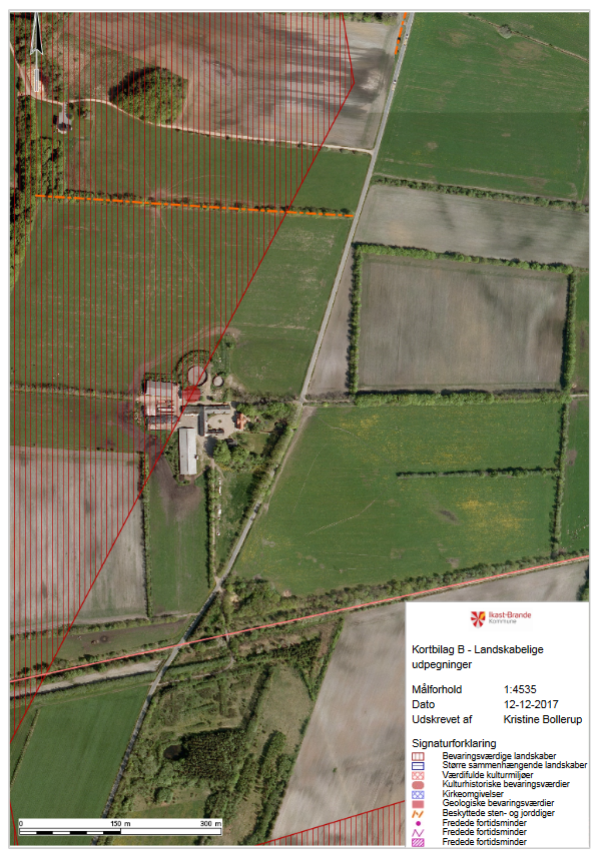 Ikast-Brande
Kommune
Kortbilag B - Landskabelige
udpegninger
Målforhold 1:4535
Dato 12-12-2017
Udskrevet af Kristine Bollerup
Signaturforklaring
Bevaringsværdige landskaber
Større sammenhængende landskaber
Værdifulde kulturmiljøer
Kulturhistoriske bevaringsværdier
Kirkeomgivelser
Geologiske bevaringsværdier
Beskyttede sten- og jorddiger
Fredede fortidsminder
Fredede fortidsminder
Fredede fortidsminder
0 150 m 300 m